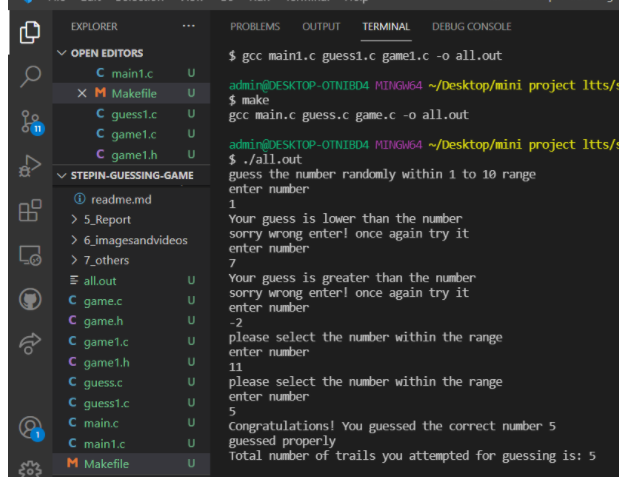 EXPLORER ...
OPEN EDITORS
C main1.c U
X M Makefile U
C guess1.c U
C game1.c U
C game1.h U
STEPIN-GUESSING-GAME
readme.md
> 5_Report
> 6_imagesandvideos
> 7_others
all.out U
C game.c U
C game.h U
C game1.c U
C game1.h U
C guess.c U
C guess1.c U
C main.c U
C main1.c U
M Makefile U
11
1
PROBLEMS OUTPUT TERMINAL DEBUG CONSOLE
$ gcc main1.c guess1.c game1.c -o all.out
admin@DESKTOP-OTNIBD4 MINGW64 ~/Desktop/mini project ltts/s
$ make
gcc main.c guess.c game.c -o all.out
admin@DESKTOP-OTNIBD4 MINGW64 ~/Desktop/mini project ltts/s
$ ./all.out
guess the number randomly within 1 to 10 range
enter number
1
Your guess is lower than the number
sorry wrong enter! once again try it
enter number
7
Your guess is greater than the number
sorry wrong enter! once again try it
enter number
-2
please select the number within the range
enter number
11
please select the number within the range
enter number
5
Congratulations! You guessed the correct number 5
guessed properly
Total number of trails you attempted for guessing is: 5